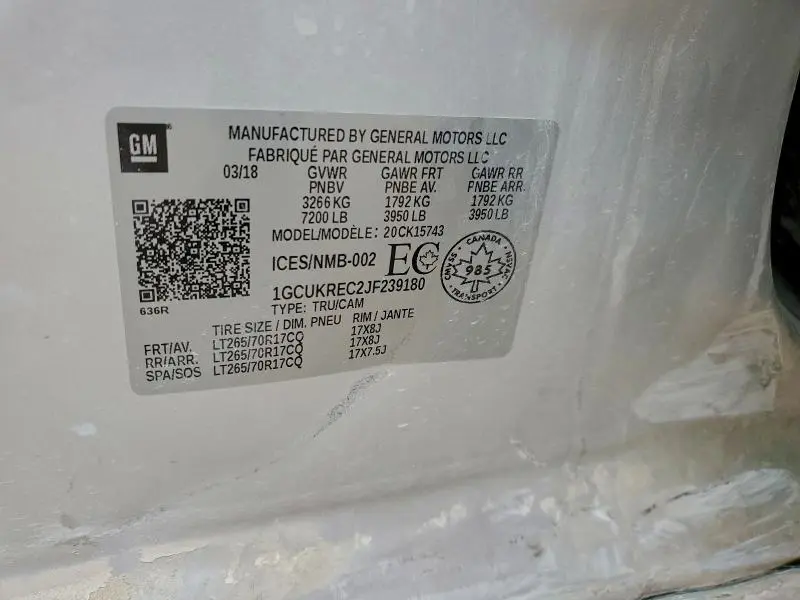 GM
MANUFACTURED BY GENERAL MOTORS LLC
FABRIQUÉ PAR GENERAL MOTORS LLC
03/18 GVWR GAWR FRT GAWR RR
PNBV PNBE AV. PNBE ARR.
3266 KG 1792 KG 1792 KG
7200 LB 3950 LB 3950 LB
MODEL/MODÈLE: 20CK15743
ICES/NMB-002 EC
CANADA
985
TRANSPORT
1GCUKREC2JF239180
636R
TYPE: TRU/CAM
TIRE SIZE / DIM. PNEU RIM / JANTE
FRT/AV. LT265/70R17CQ 17X8J
RR/ARR. LT265/70R17CQ 17X8J
SPA/SOS LT265/70R17CQ 17X7.5J